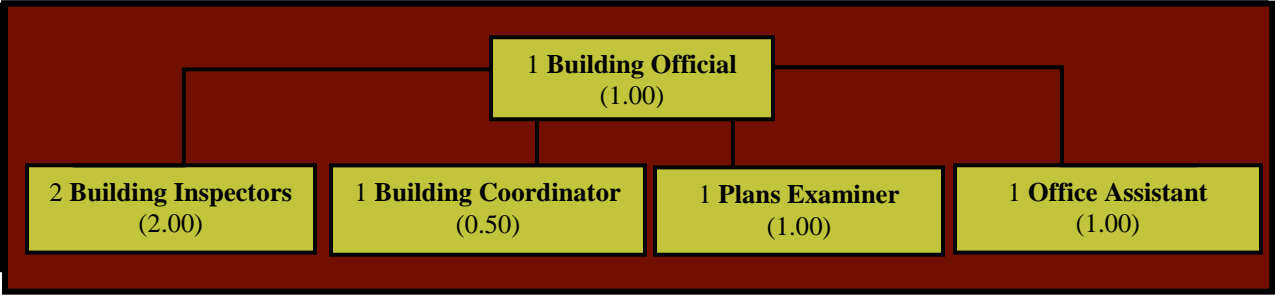 1 Building Official
(1.00)
2 Building Inspectors
(2.00)
1 Building Coordinator
(0.50)
1 Plans Examiner
(1.00)
1 Office Assistant
(1.00)